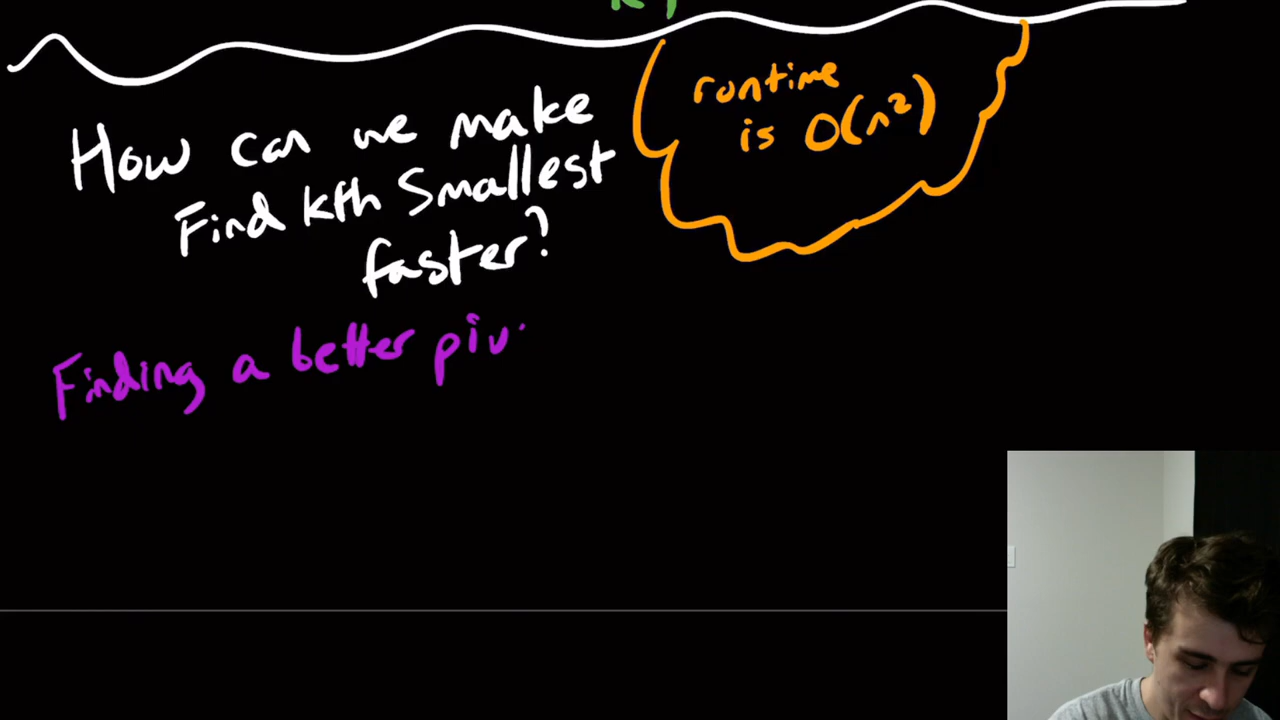 How can we make
Find kth Smallest
faster?
runtime
is O(n²)
Finding a better piv